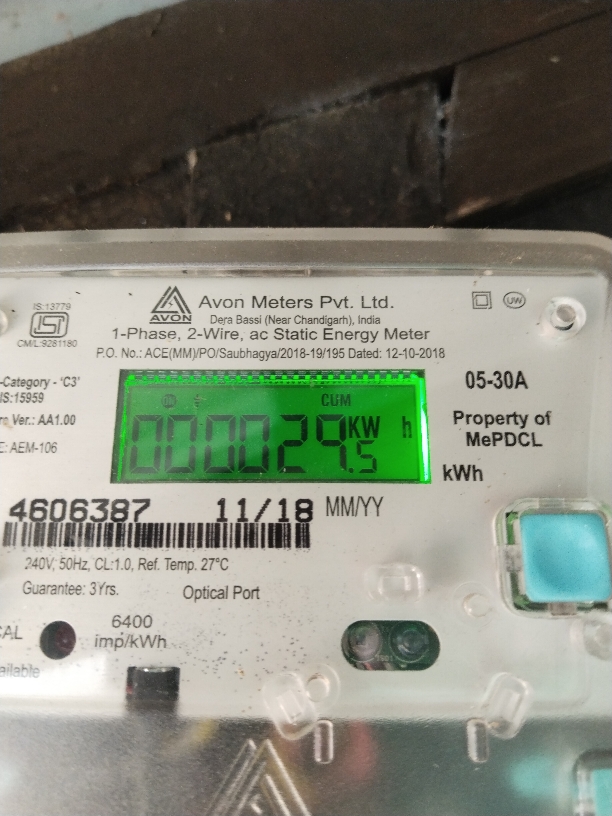 IS:13779
ISI
CM/L:9281180
AVON
Avon Meters Pvt. Ltd.
Dera Bassi (Near Chandigarh), India
1-Phase, 2-Wire, ac Static Energy Meter
P.O. No.: ACE(MM)/PO/Saubhagya/2018-19/195 Dated: 12-10-2018
UW
-Category - 'C3'
IS:15959
Ver.: AA1.00
E: AEM-106
CUM
000029.5 KW h
05-30A
Property of
MePDCL
kWh
4606387 11/18 MM/YY
240V, 50Hz, CL:1.0, Ref. Temp. 27°C
Guarantee: 3Yrs. Optical Port
CAL
6400
imp/kWh